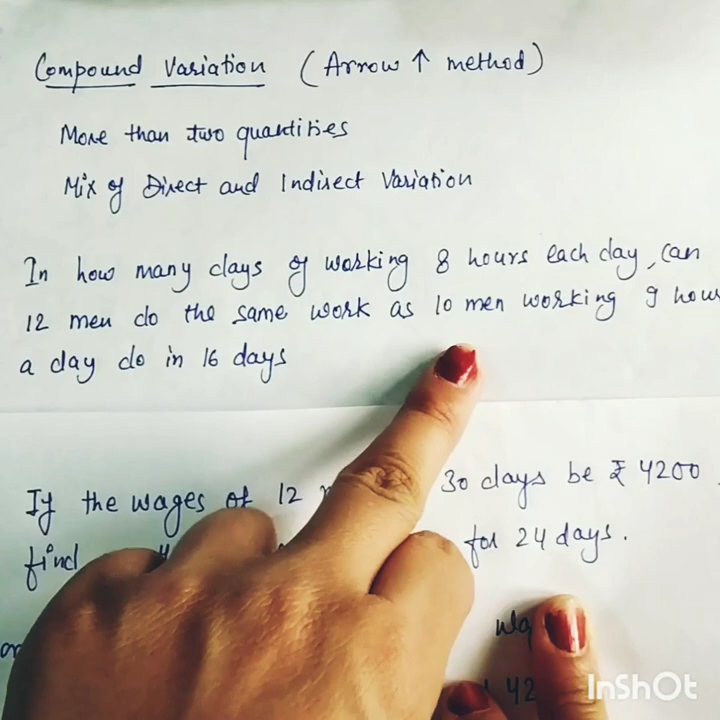 Compound Variation (Arrow ↑ method)
More than two quantities
Mix of Direct and Indirect Variation
In how many days of working 8 hours each day, can
12 men do the same work as 10 men working 9 hour
a day do in 16 days
If the wages of 12 30 days be ₹ 4200
find for 24 days.
42
InShOt